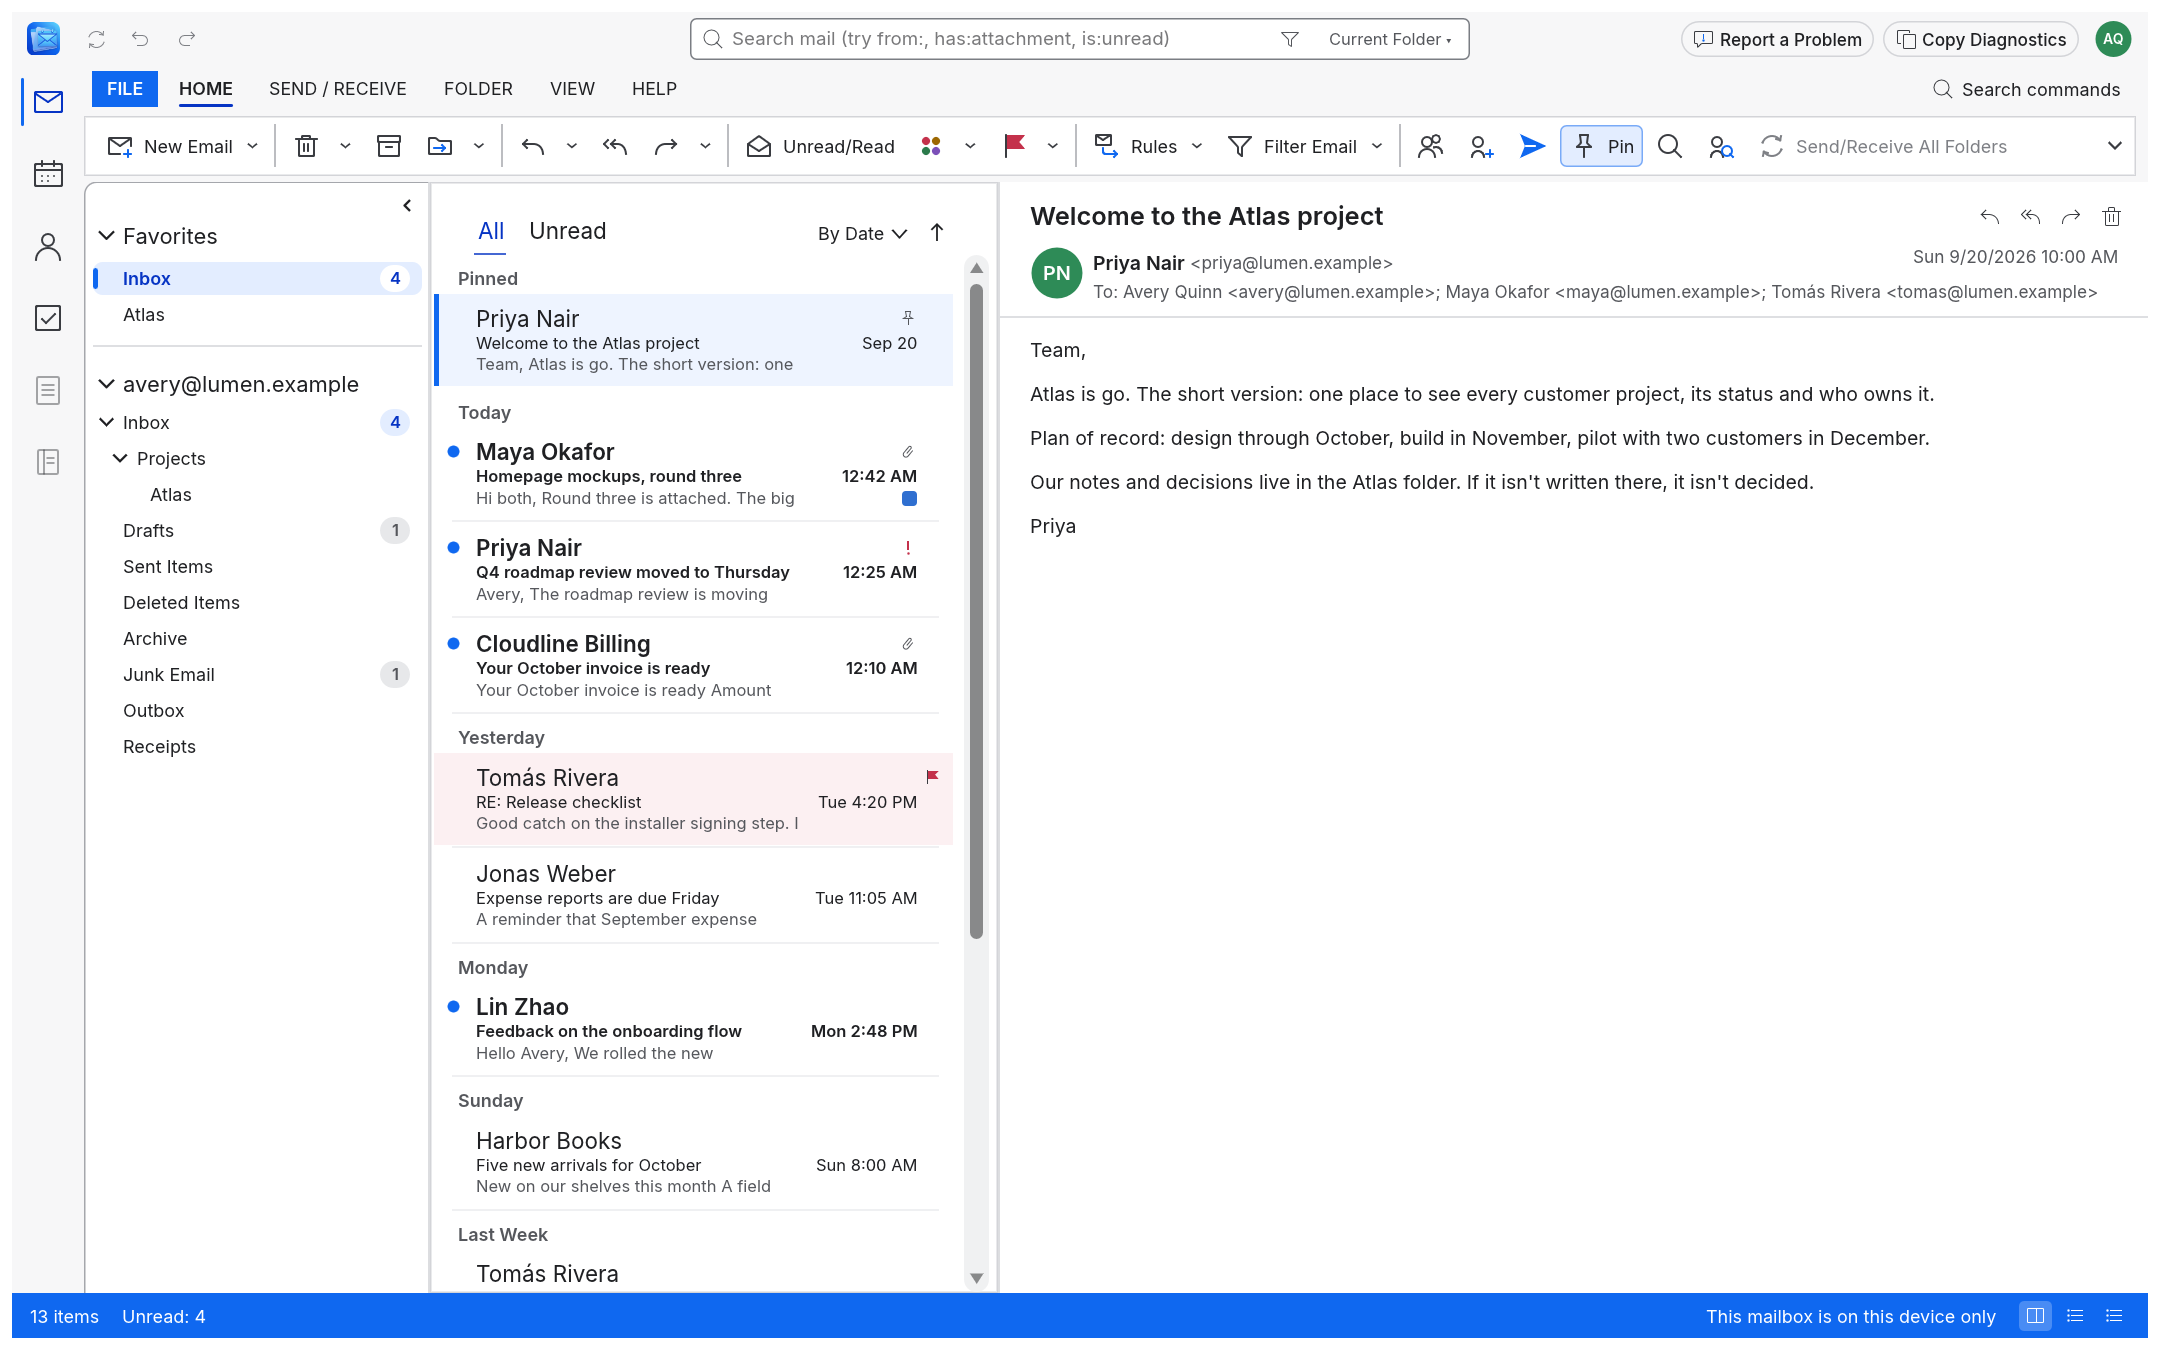 Search mail (try from:, has:attachment, is:unread)
Current Folder
Report a Problem
Copy Diagnostics
AQ
FILE
HOME
SEND / RECEIVE
FOLDER
VIEW
HELP
Search commands
New Email
Unread/Read
Rules
Filter Email
Pin
Send/Receive All Folders
Favorites
Inbox 4
Atlas
avery@lumen.example
Inbox 4
Projects
Atlas
Drafts 1
Sent Items
Deleted Items
Archive
Junk Email 1
Outbox
Receipts
All
Unread
By Date
Pinned
Priya Nair
Welcome to the Atlas project Sep 20
Team, Atlas is go. The short version: one
Today
Maya Okafor
Homepage mockups, round three 12:42 AM
Hi both, Round three is attached. The big
Priya Nair !
Q4 roadmap review moved to Thursday 12:25 AM
Avery, The roadmap review is moving
Cloudline Billing
Your October invoice is ready 12:10 AM
Your October invoice is ready Amount
Yesterday
Tomás Rivera
RE: Release checklist Tue 4:20 PM
Good catch on the installer signing step. I
Jonas Weber
Expense reports are due Friday Tue 11:05 AM
A reminder that September expense
Monday
Lin Zhao
Feedback on the onboarding flow Mon 2:48 PM
Hello Avery, We rolled the new
Sunday
Harbor Books
Five new arrivals for October Sun 8:00 AM
New on our shelves this month A field
Last Week
Tomás Rivera
Welcome to the Atlas project
PN
Priya Nair <priya@lumen.example>
Sun 9/20/2026 10:00 AM
To: Avery Quinn <avery@lumen.example>; Maya Okafor <maya@lumen.example>; Tomás Rivera <tomas@lumen.example>
Team,
Atlas is go. The short version: one place to see every customer project, its status and who owns it.
Plan of record: design through October, build in November, pilot with two customers in December.
Our notes and decisions live in the Atlas folder. If it isn't written there, it isn't decided.
Priya
13 items
Unread: 4
This mailbox is on this device only